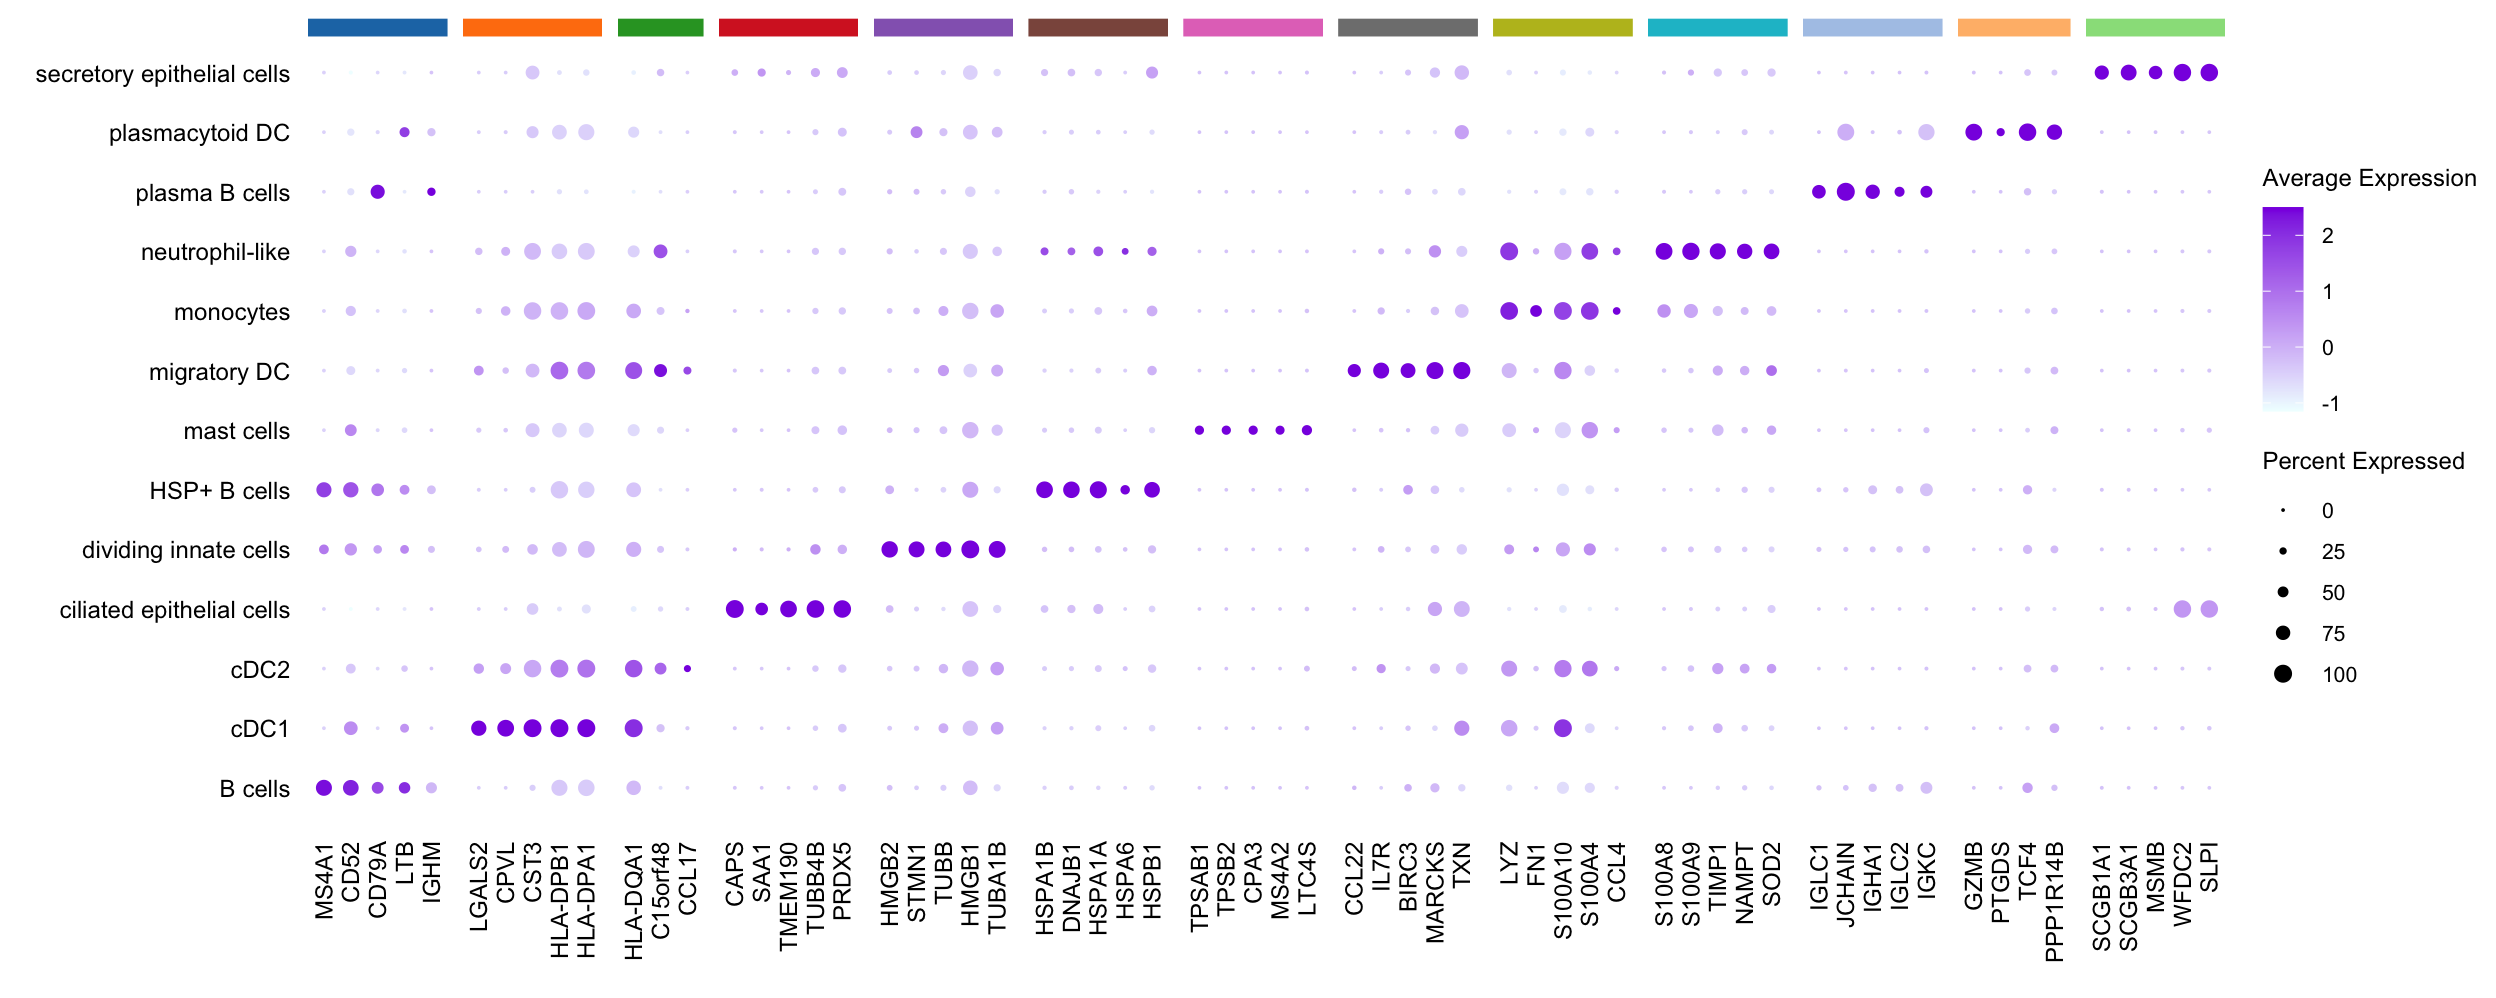 secretory epithelial cells
plasmacytoid DC
plasma B cells
neutrophil-like
monocytes
migratory DC
mast cells
HSP+ B cells
dividing innate cells
ciliated epithelial cells
cDC2
cDC1
B cells
MS4A1
CD52
CD79A
LTB
IGHM
LGALS2
CPVL
CST3
HLA-DPB1
HLA-DPA1
HLA-DQA1
C15orf48
CCL17
CAPS
SAA1
TMEM190
TUBB4B
PRDX5
HMGB2
STMN1
TUBB
HMGB1
TUBA1B
HSPA1B
DNAJB1
HSPA1A
HSPA6
HSPB1
TPSAB1
TPSB2
CPA3
MS4A2
LTC4S
CCL22
IL7R
BIRC3
MARCKS
TXN
LYZ
FN1
S100A10
S100A4
CCL4
S100A8
S100A9
TIMP1
NAMPT
SOD2
IGLC1
JCHAIN
IGHA1
IGLC2
IGKC
GZMB
PTGDS
TCF4
PPP1R14B
SCGB1A1
SCGB3A1
MSMB
WFDC2
SLPI
Average Expression
2
1
0
-1
Percent Expressed
0
25
50
75
100